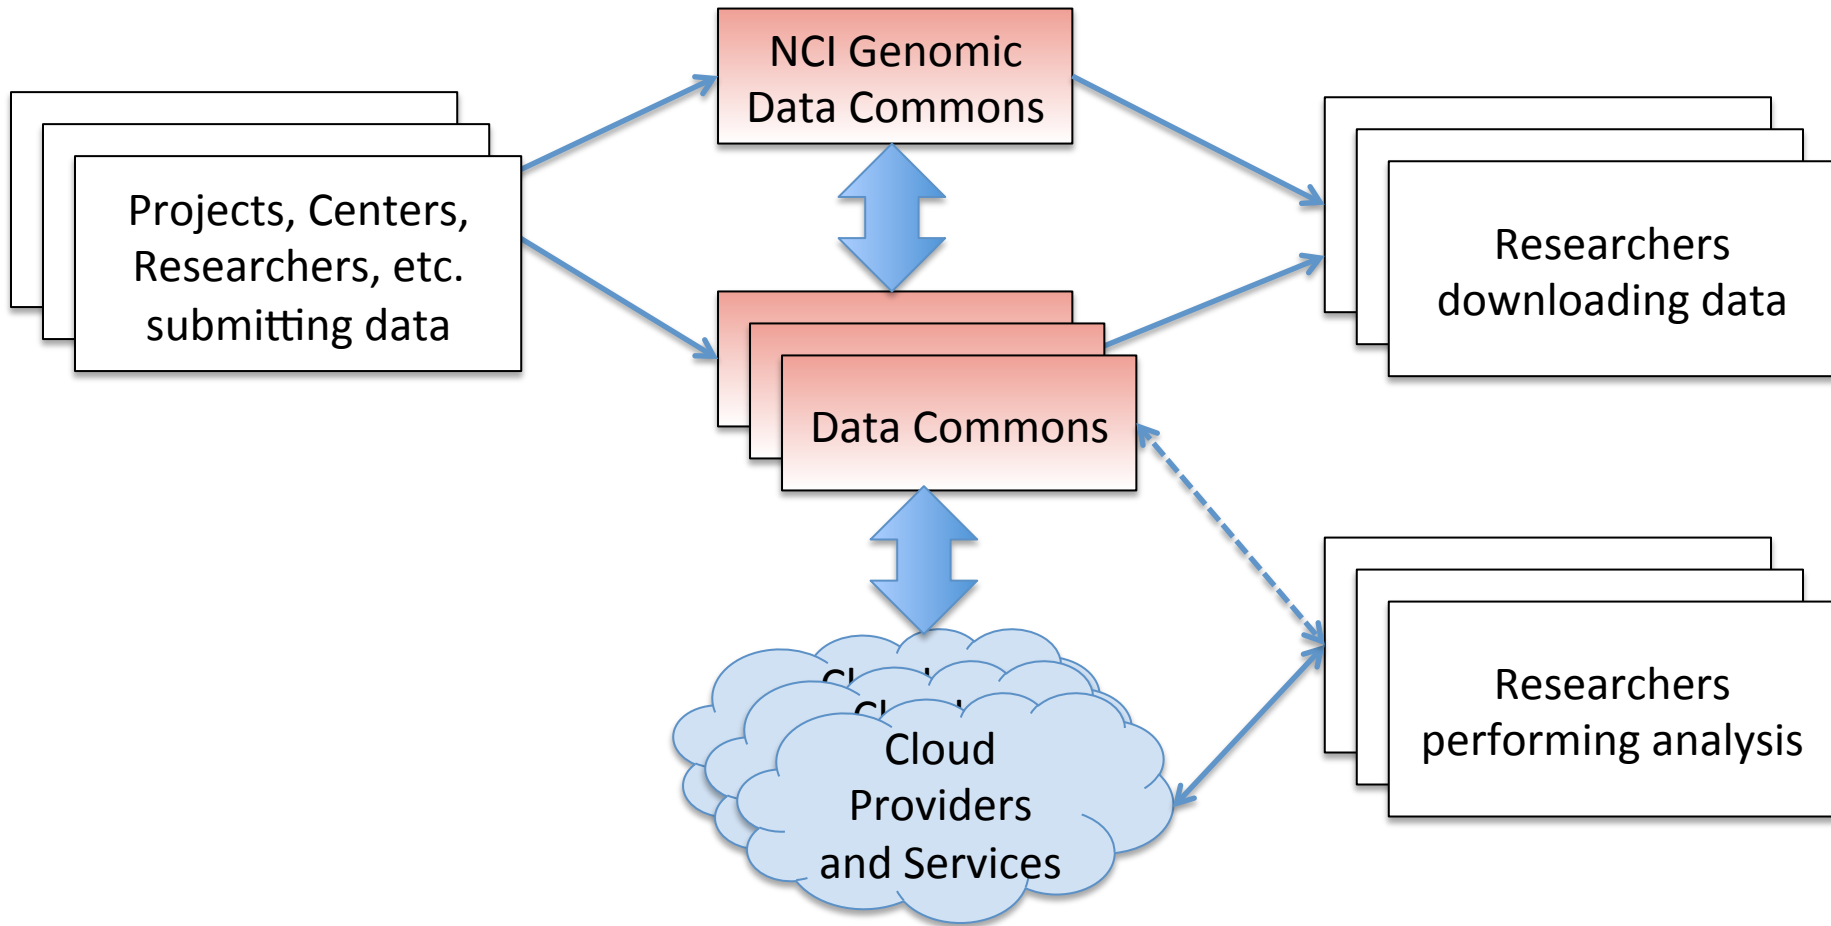 NCI Genomic
Data Commons
Projects, Centers,
Researchers, etc.
submitting data
Researchers
downloading data
Data Commons
Researchers
performing analysis
Cloud
Providers
and Services